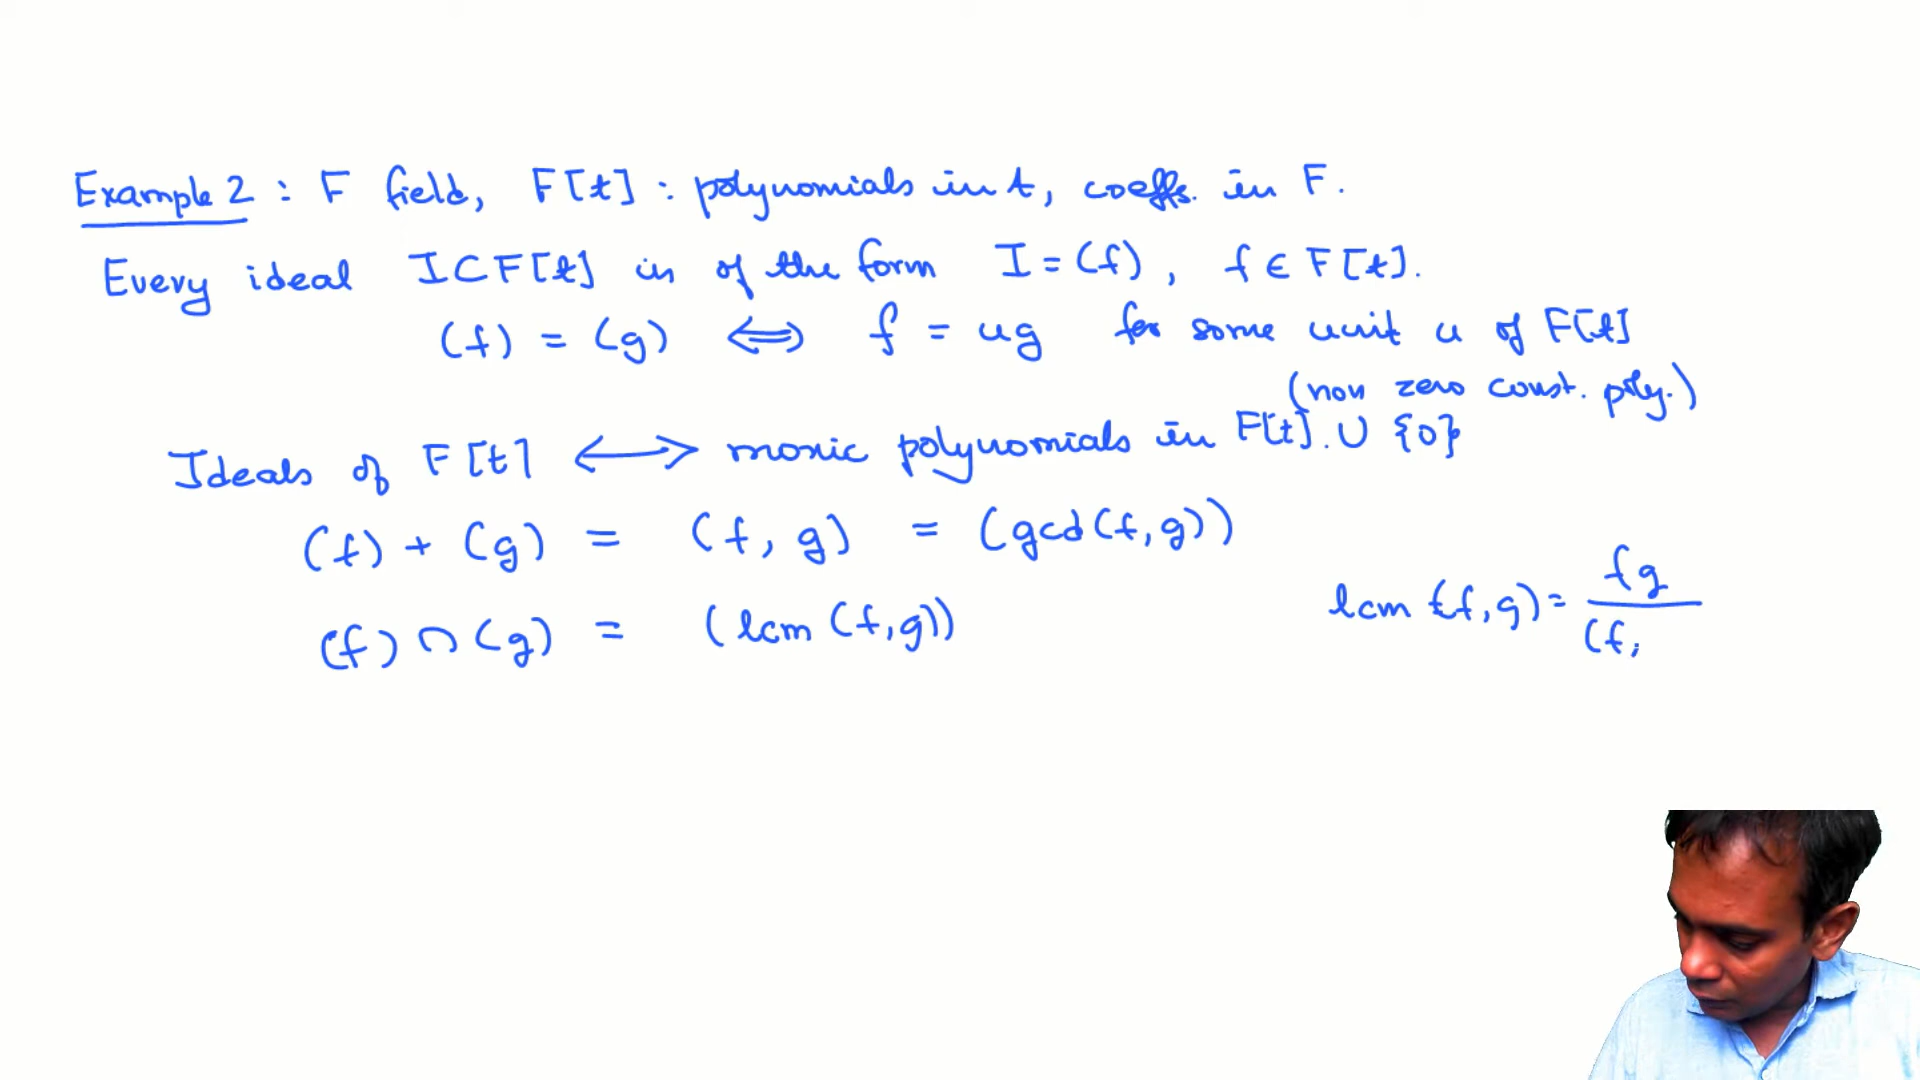 Example 2 : F field, F[t] : polynomials in t, coeffs. in F.
Every ideal I ⊂ F[t] is of the form I = (f), f ∈ F[t].
(f) = (g) ⟺ f = ug for some unit u of F[t]
(non zero const. poly.)
Ideals of F[t] ⟷ monic polynomials in F[t]. ∪ {0}
(f) + (g) = (f, g) = (gcd(f,g))
(f) ∩ (g) = (lcm (f,g))
lcm (f,g) = fg
(f,